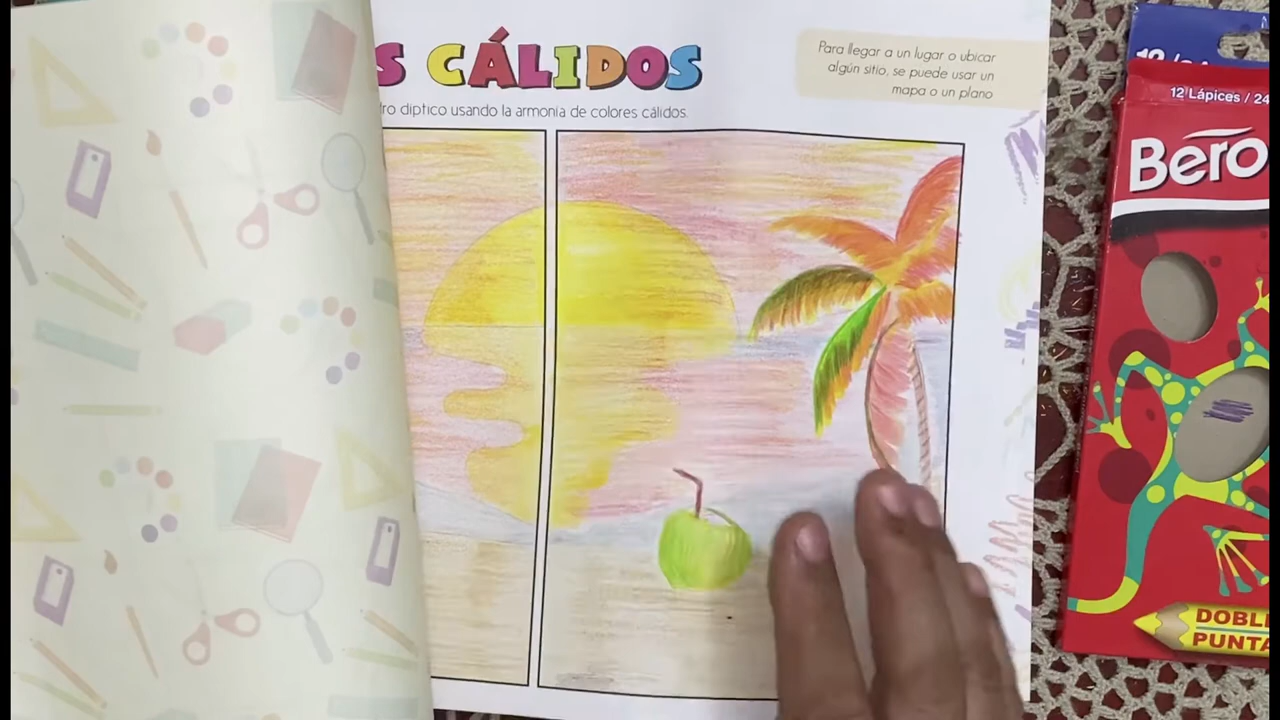 S CÁLIDOS
díptico usando la armonía de colores cálidos.
Para llegar a un lugar o ubicar
algún sitio, se puede usar un
mapa o un plano
12 Lápices / 24
Bero
DOBL
PUNTA